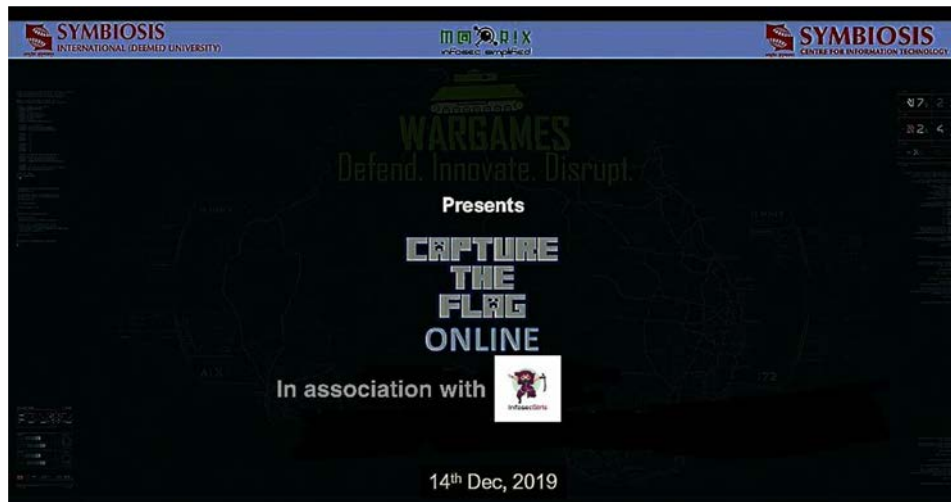 SYMBIOSIS
INTERNATIONAL (DEEMED UNIVERSITY)
infosec simplified
SYMBIOSIS
CENTRE FOR INFORMATION TECHNOLOGY
WARGAMES
Defend. Innovate. Disrupt.
Presents
CAPTURE
THE
FLAG
ONLINE
In association with
InfosecGirls
14th Dec, 2019